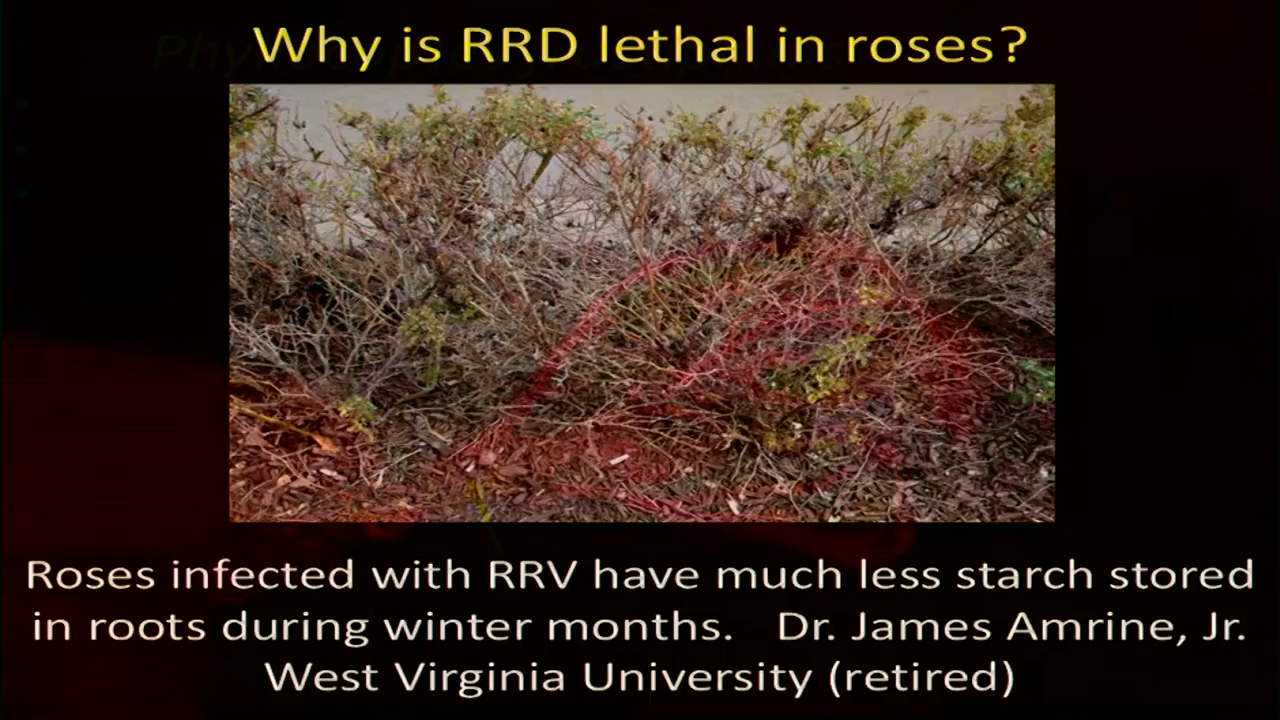 Why is RRD lethal in roses?
Roses infected with RRV have much less starch stored
in roots during winter months. Dr. James Amrine, Jr.
West Virginia University (retired)